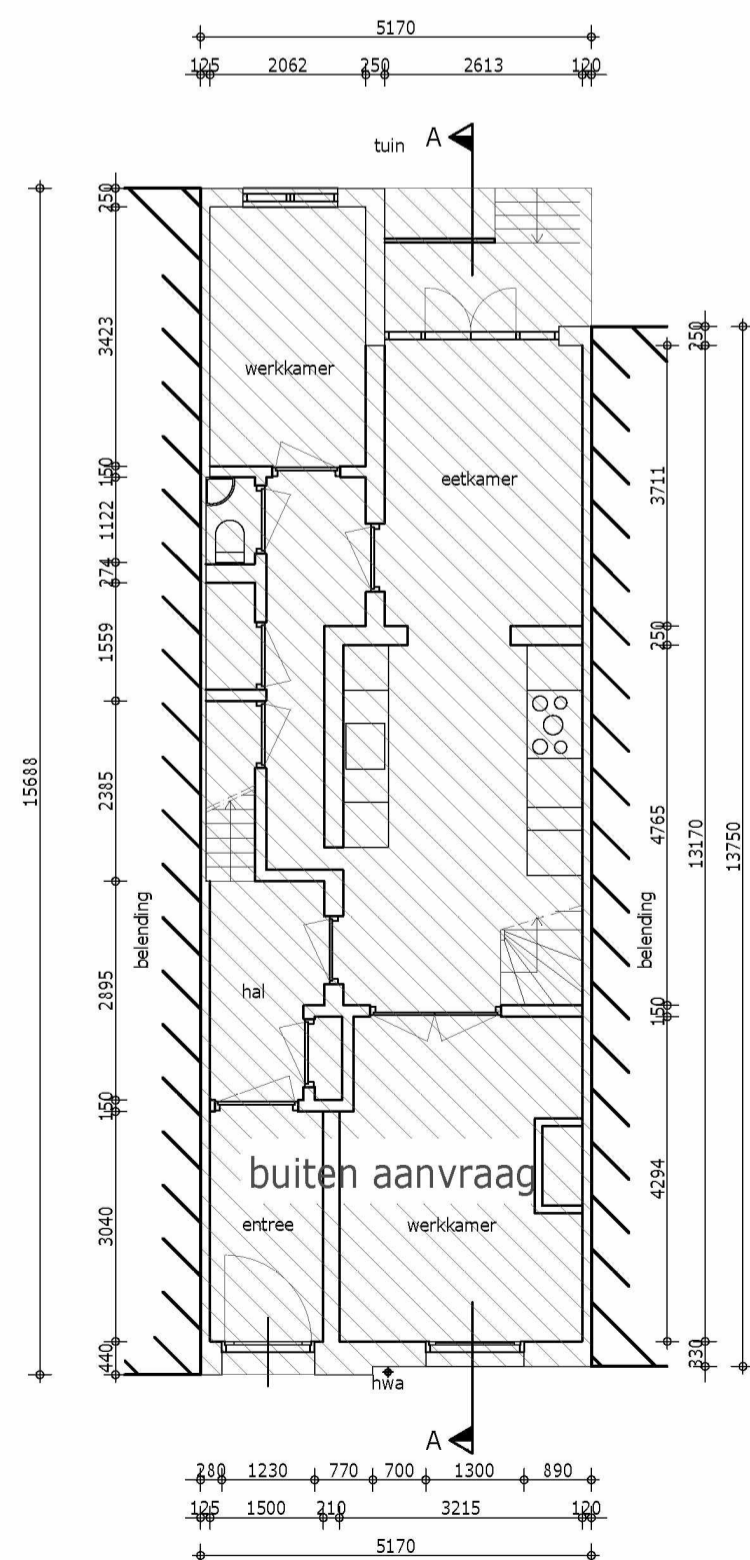 5170
125 2062 250 2613 120
tuin
A
250
3423
150
1122
274
1559
2385
2895
150
3040
440
15688
belending
werkkamer
eetkamer
hal
buiten aanvraag
entree
werkkamer
hwa
250
3711
250
4765
150
4294
330
13170
13750
belending
A
280 1230 770 700 1300 890
125 1500 210 3215 120
5170